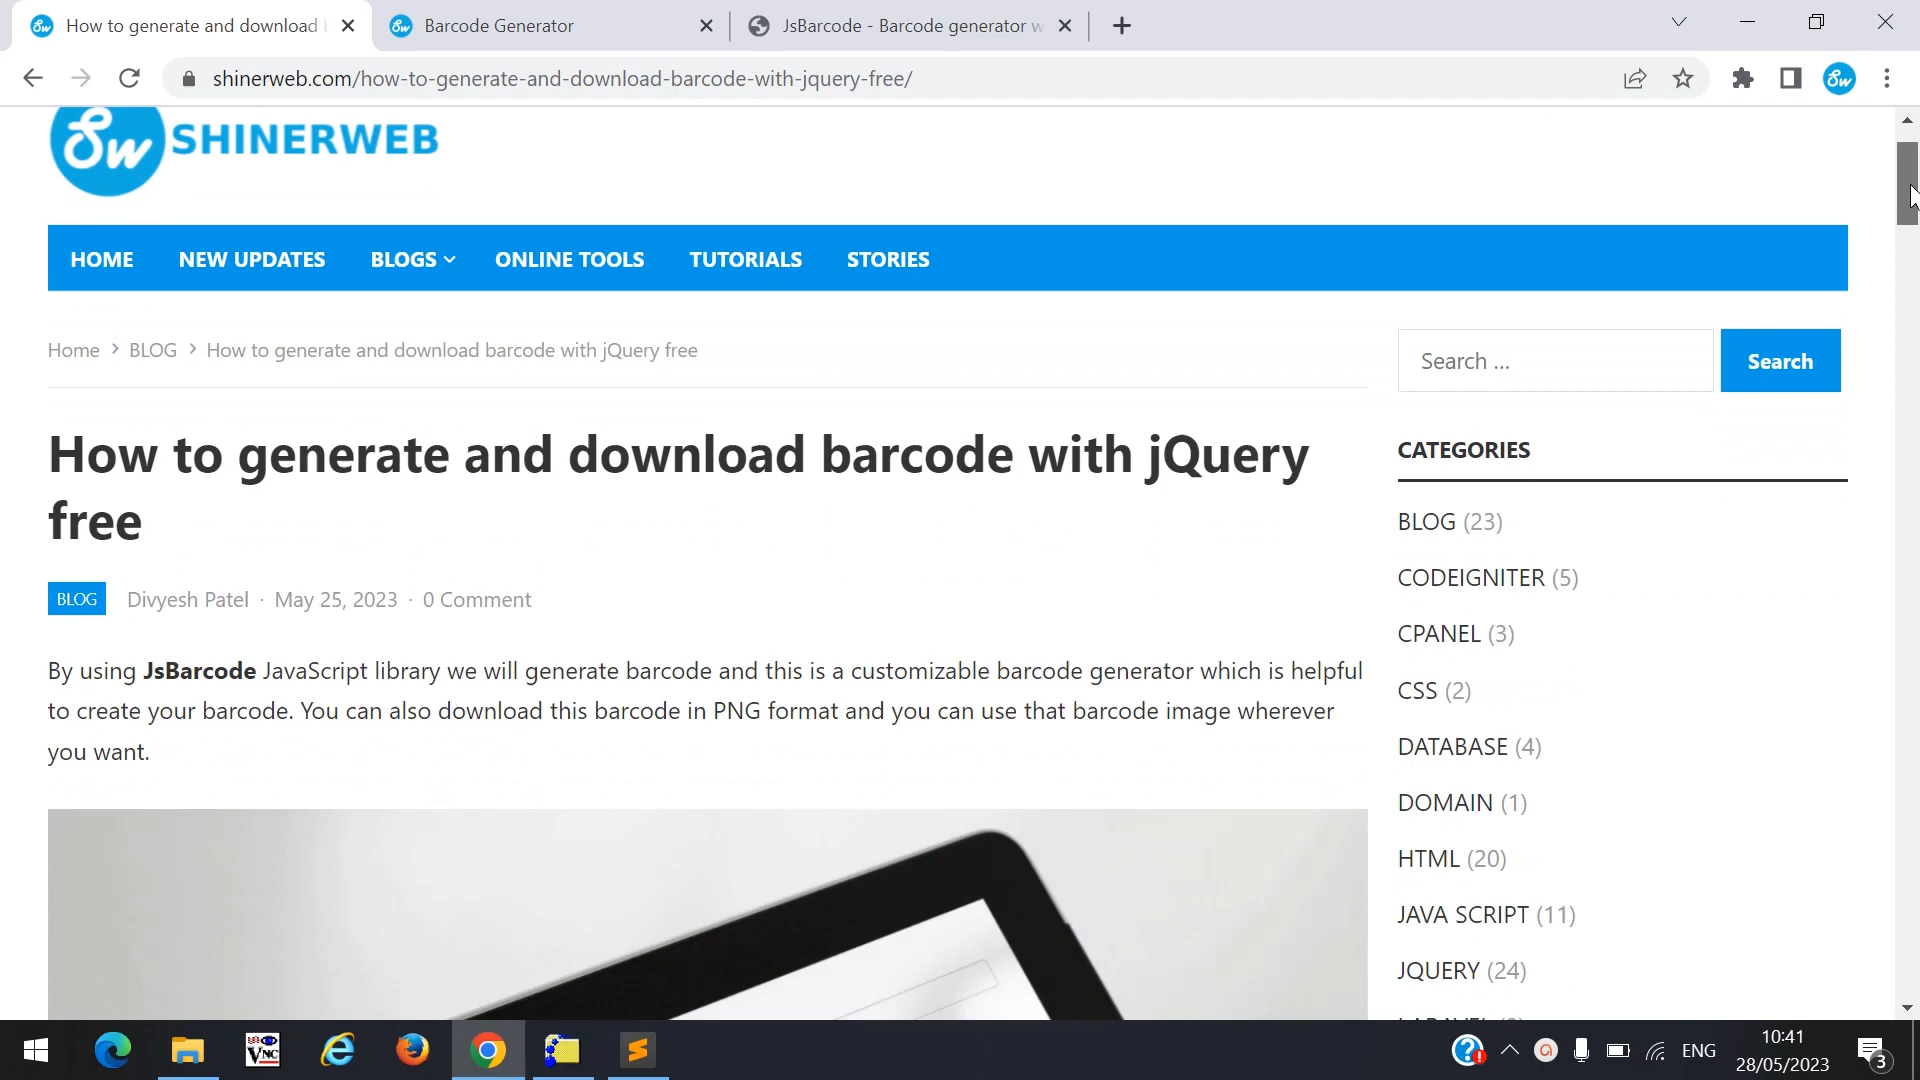 How to generate and download
Barcode Generator
JsBarcode - Barcode generator w
shinerweb.com/how-to-generate-and-download-barcode-with-jquery-free/
Sw
Sw SHINERWEB
HOME NEW UPDATES BLOGS ONLINE TOOLS TUTORIALS STORIES
Home > BLOG > How to generate and download barcode with jQuery free
Search ...
Search
How to generate and download barcode with jQuery
free
BLOG Divyesh Patel · May 25, 2023 · 0 Comment
By using JsBarcode JavaScript library we will generate barcode and this is a customizable barcode generator which is helpful
to create your barcode. You can also download this barcode in PNG format and you can use that barcode image wherever
you want.
CATEGORIES
BLOG (23)
CODEIGNITER (5)
CPANEL (3)
CSS (2)
DATABASE (4)
DOMAIN (1)
HTML (20)
JAVA SCRIPT (11)
JQUERY (24)
VNC
ENG
10:41
28/05/2023
3